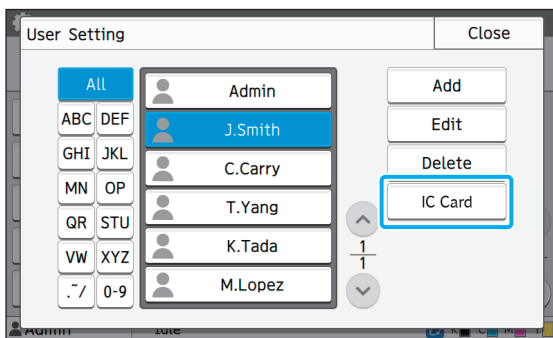 User Setting
Close
All
ABC DEF
GHI JKL
MN OP
QR STU
VW XYZ
.~/ 0-9
Admin
J.Smith
C.Carry
T.Yang
K.Tada
M.Lopez
1
1
Add
Edit
Delete
IC Card
Admin
Idle
K C M